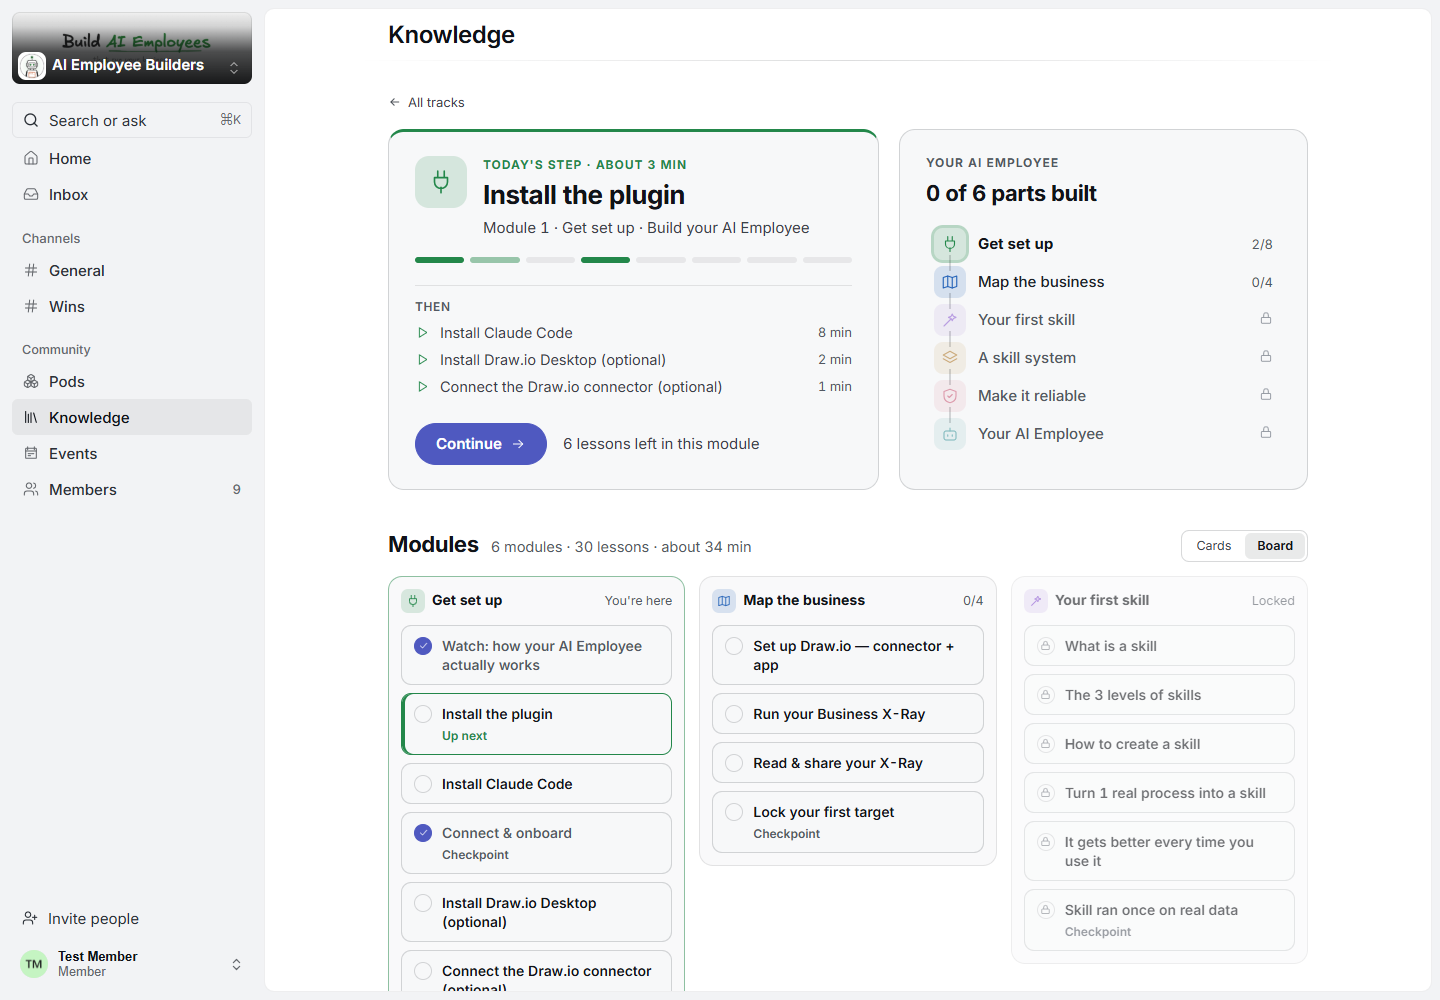 Build AI Employees
AI Employee Builders
Search or ask
⌘K
Home
Inbox
Channels
General
Wins
Community
Pods
Knowledge
Events
Members
9
Invite people
TM
Test Member
Member
Knowledge
← All tracks
TODAY'S STEP · ABOUT 3 MIN
Install the plugin
Module 1 · Get set up · Build your AI Employee
THEN
Install Claude Code
8 min
Install Draw.io Desktop (optional)
2 min
Connect the Draw.io connector (optional)
1 min
Continue →
6 lessons left in this module
YOUR AI EMPLOYEE
0 of 6 parts built
Get set up
2/8
Map the business
0/4
Your first skill
A skill system
Make it reliable
Your AI Employee
Modules
6 modules · 30 lessons · about 34 min
Cards
Board
Get set up
You're here
Watch: how your AI Employee
actually works
Install the plugin
Up next
Install Claude Code
Connect & onboard
Checkpoint
Install Draw.io Desktop
(optional)
Connect the Draw.io connector
(optional)
Map the business
0/4
Set up Draw.io — connector +
app
Run your Business X-Ray
Read & share your X-Ray
Lock your first target
Checkpoint
Your first skill
Locked
What is a skill
The 3 levels of skills
How to create a skill
Turn 1 real process into a skill
It gets better every time you
use it
Skill ran once on real data
Checkpoint